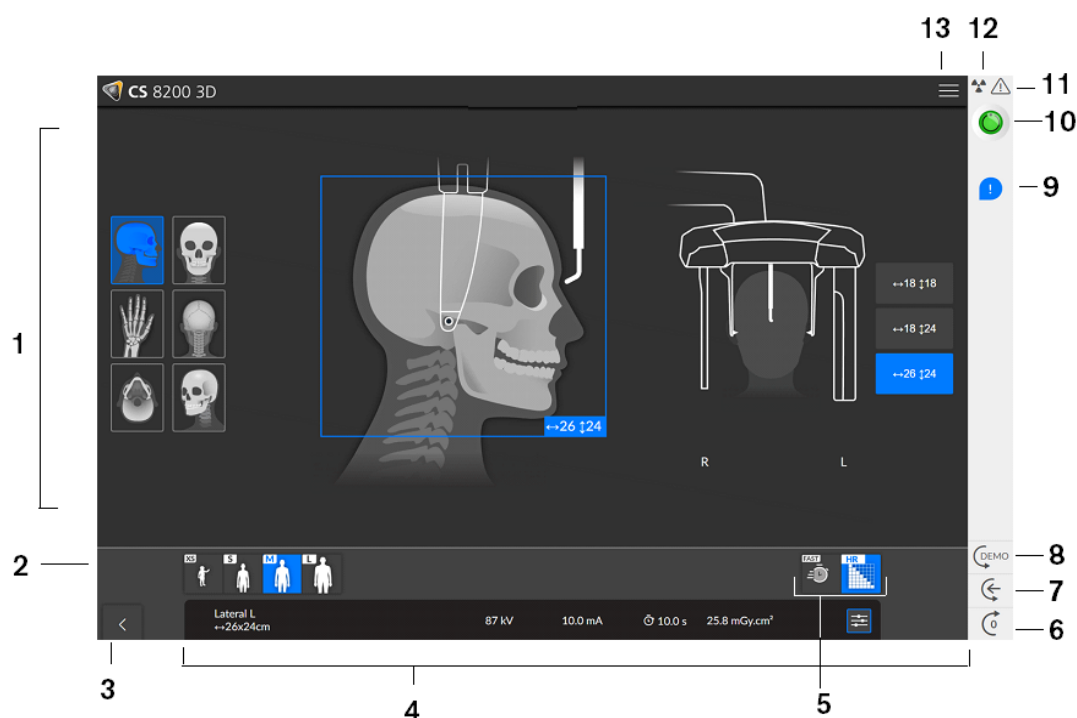 13 12
CS 8200 3D
11
10
9
1
↔18 ↕18
↔18 ↕24
↔26 ↕24
↔26 ↕24
R L
2
XS S M L
FAST HR
DEMO
8
7
6
Lateral L
↔26x24cm
87 kV 10.0 mA 10.0 s 25.8 mGy.cm²
0
3
4
5